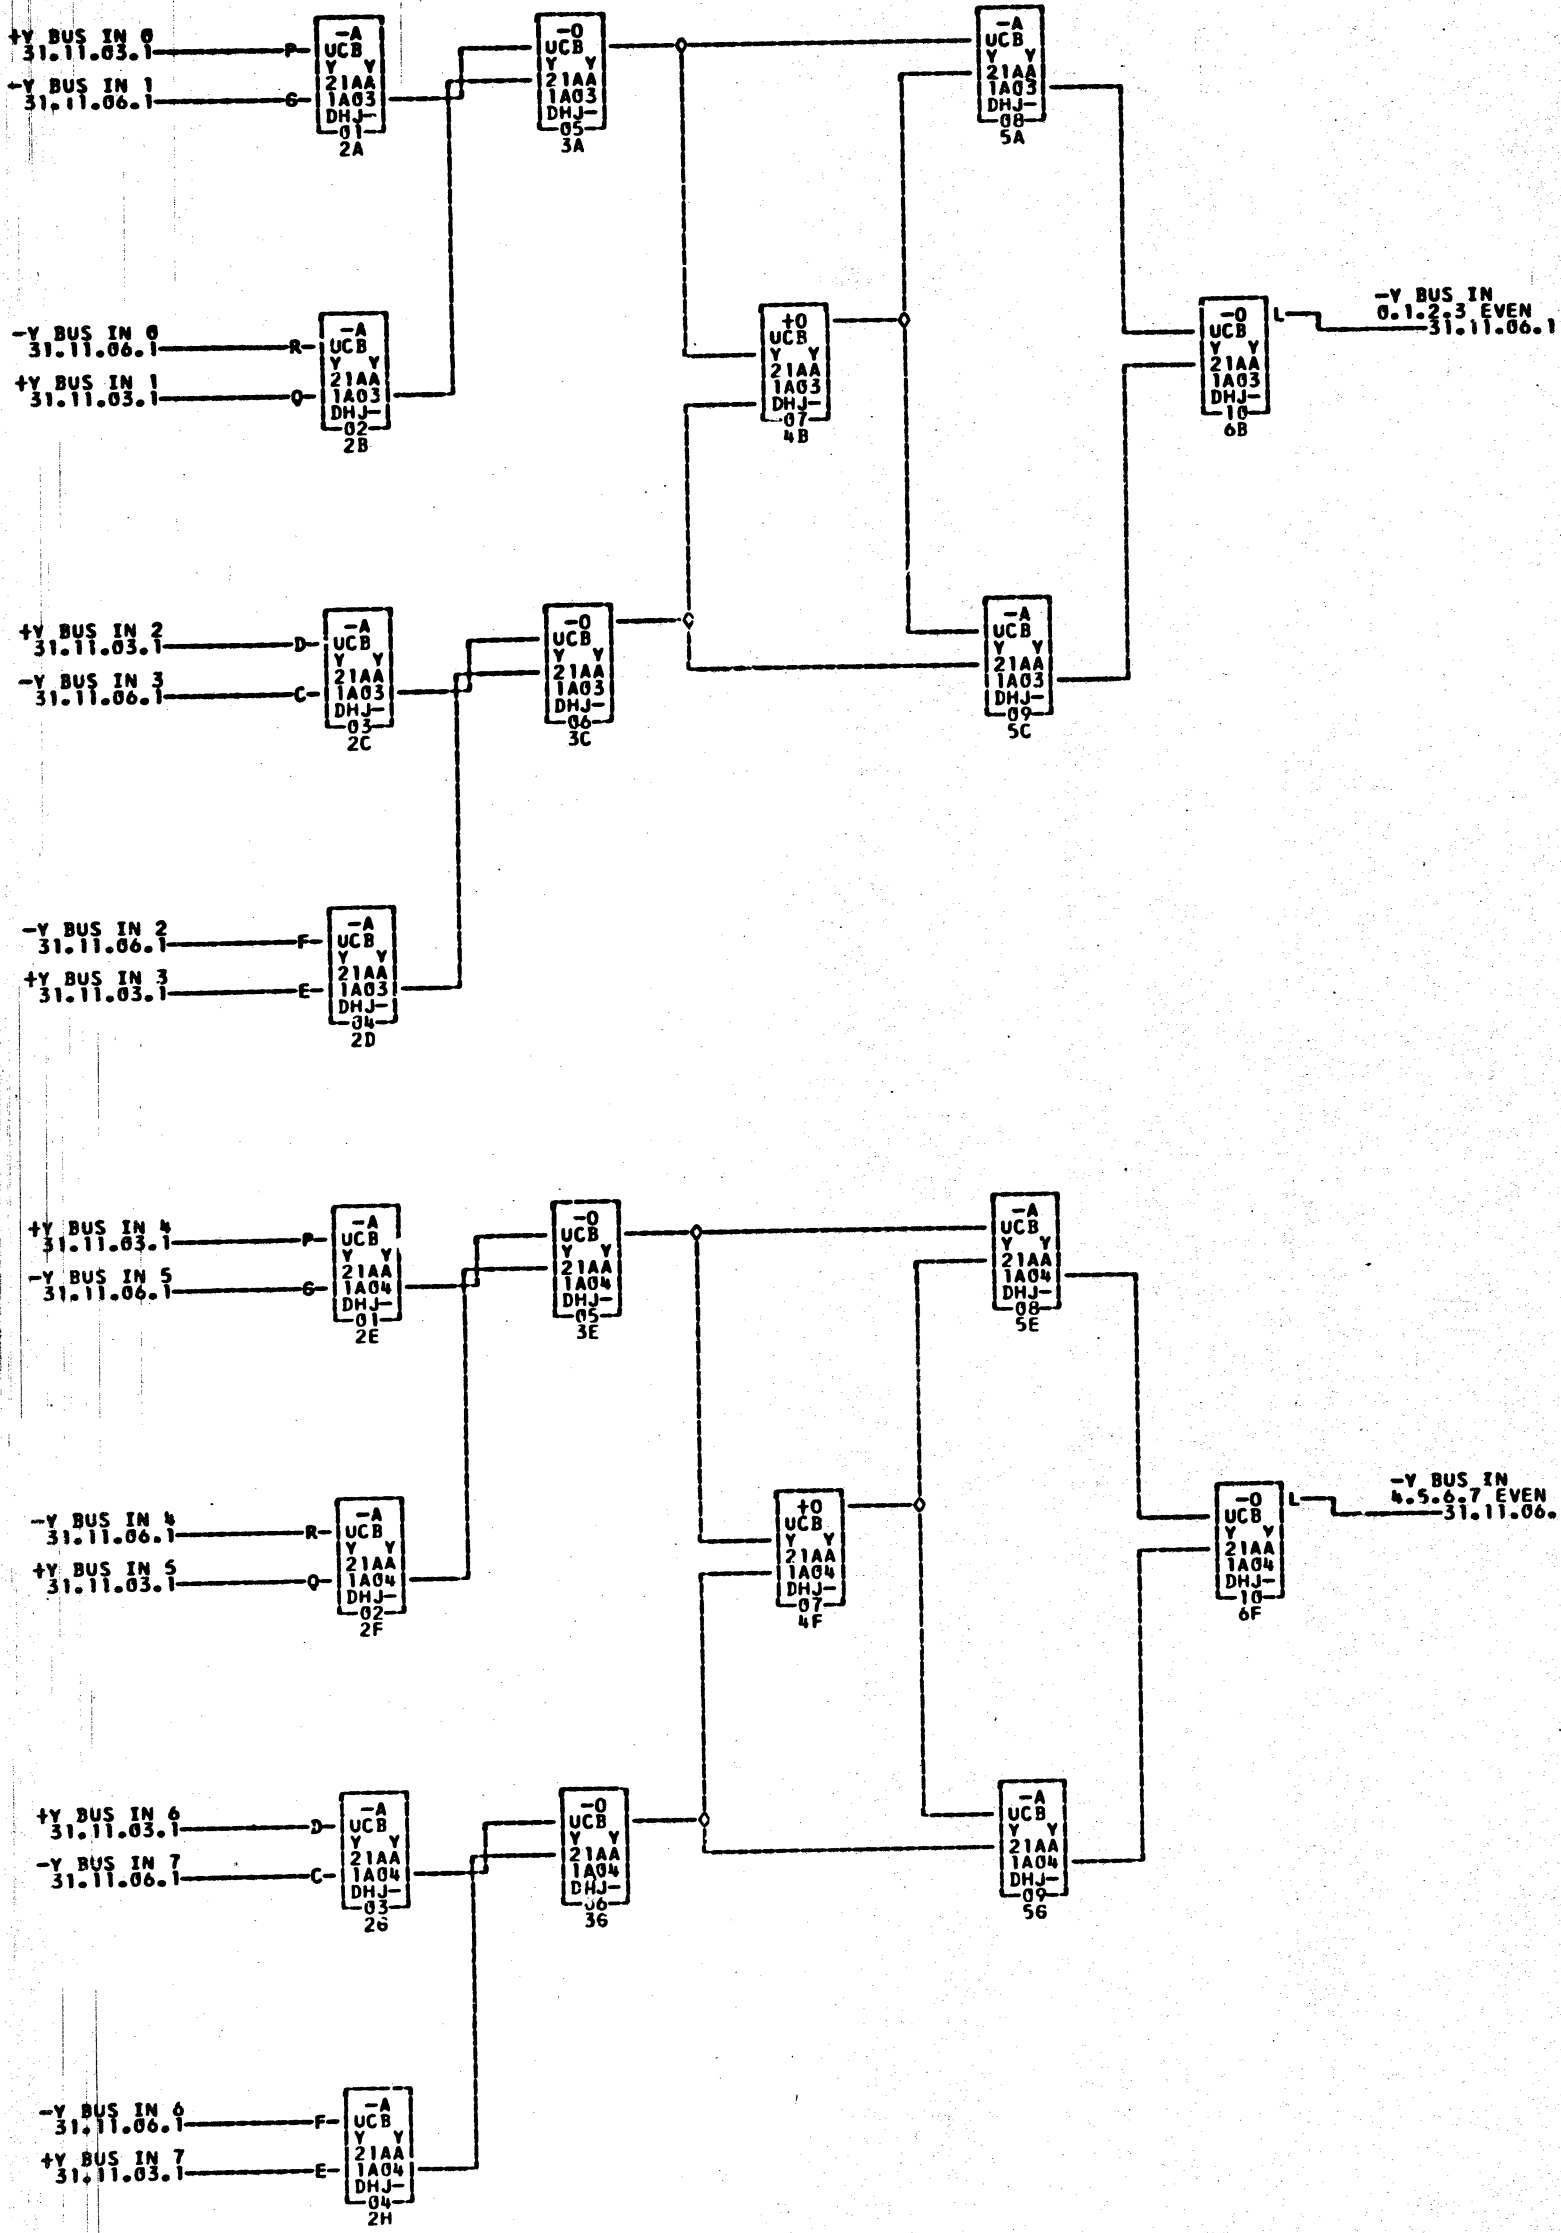 +Y BUS IN 0
31.11.03.1
P
-Y BUS IN 1
31.11.06.1
G
-A
UCB
Y Y
21AA
1A03
DHJ-
01
2A
-O
UCB
Y Y
21AA
1A03
DHJ-
05
3A
-A
UCB
Y Y
21AA
1A03
DHJ-
08
5A
-Y BUS IN 0
31.11.06.1
R
+Y BUS IN 1
31.11.03.1
Q
-A
UCB
Y Y
21AA
1A03
DHJ-
02
2B
+O
UCB
Y Y
21AA
1A03
DHJ-
07
4B
-O
UCB
Y Y
21AA
1A03
DHJ-
10
6B
L
-Y BUS IN
0.1.2.3 EVEN
31.11.06.1
+Y BUS IN 2
31.11.03.1
D
-Y BUS IN 3
31.11.06.1
C
-A
UCB
Y Y
21AA
1A03
DHJ-
03
2C
-O
UCB
Y Y
21AA
1A03
DHJ-
06
3C
-A
UCB
Y Y
21AA
1A03
DHJ-
09
5C
-Y BUS IN 2
31.11.06.1
F
+Y BUS IN 3
31.11.03.1
E
-A
UCB
Y Y
21AA
1A03
DHJ-
04
2D
+Y BUS IN 4
31.11.03.1
P
-Y BUS IN 5
31.11.06.1
G
-A
UCB
Y Y
21AA
1A04
DHJ-
01
2E
-O
UCB
Y Y
21AA
1A04
DHJ-
05
3E
-A
UCB
Y Y
21AA
1A04
DHJ-
08
5E
-Y BUS IN 4
31.11.06.1
R
+Y BUS IN 5
31.11.03.1
Q
-A
UCB
Y Y
21AA
1A04
DHJ-
02
2F
+O
UCB
Y Y
21AA
1A04
DHJ-
07
4F
-O
UCB
Y Y
21AA
1A04
DHJ-
10
6F
L
-Y BUS IN
4.5.6.7 EVEN
31.11.06.
+Y BUS IN 6
31.11.03.1
D
-Y BUS IN 7
31.11.06.1
C
-A
UCB
Y Y
21AA
1A04
DHJ-
03
2G
-O
UCB
Y Y
21AA
1A04
DHJ-
06
3G
-A
UCB
Y Y
21AA
1A04
DHJ-
09
5G
-Y BUS IN 6
31.11.06.1
F
+Y BUS IN 7
31.11.03.1
E
-A
UCB
Y Y
21AA
1A04
DHJ-
04
2H